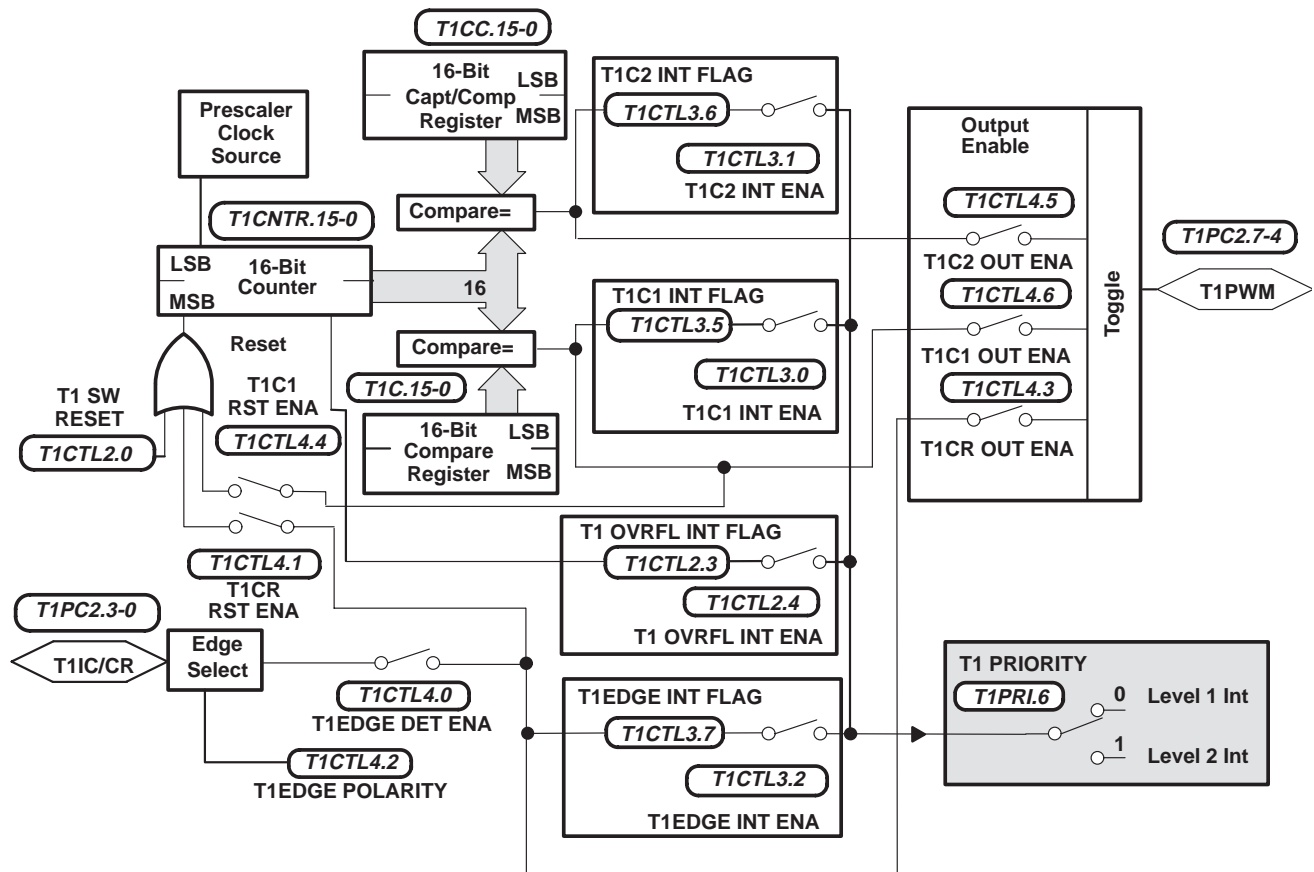 T1CC.15-0
16-Bit
Capt/Comp
Register
LSB
MSB
Prescaler
Clock
Source
T1CNTR.15-0
LSB
MSB
16-Bit
Counter
16
Compare=
Compare=
Reset
T1C.15-0
16-Bit
Compare
Register
LSB
MSB
T1 SW
RESET
T1CTL2.0
T1C1
RST ENA
T1CTL4.4
T1CTL4.1
T1CR
RST ENA
T1PC2.3-0
T1IC/CR
Edge
Select
T1CTL4.0
T1EDGE DET ENA
T1CTL4.2
T1EDGE POLARITY
T1C2 INT FLAG
T1CTL3.6
T1CTL3.1
T1C2 INT ENA
T1C1 INT FLAG
T1CTL3.5
T1CTL3.0
T1C1 INT ENA
T1 OVRFL INT FLAG
T1CTL2.3
T1CTL2.4
T1 OVRFL INT ENA
T1EDGE INT FLAG
T1CTL3.7
T1CTL3.2
T1EDGE INT ENA
Output
Enable
T1CTL4.5
T1C2 OUT ENA
T1CTL4.6
T1C1 OUT ENA
T1CTL4.3
T1CR OUT ENA
Toggle
T1PC2.7-4
T1PWM
T1 PRIORITY
T1PRI.6
0
Level 1 Int
1
Level 2 Int